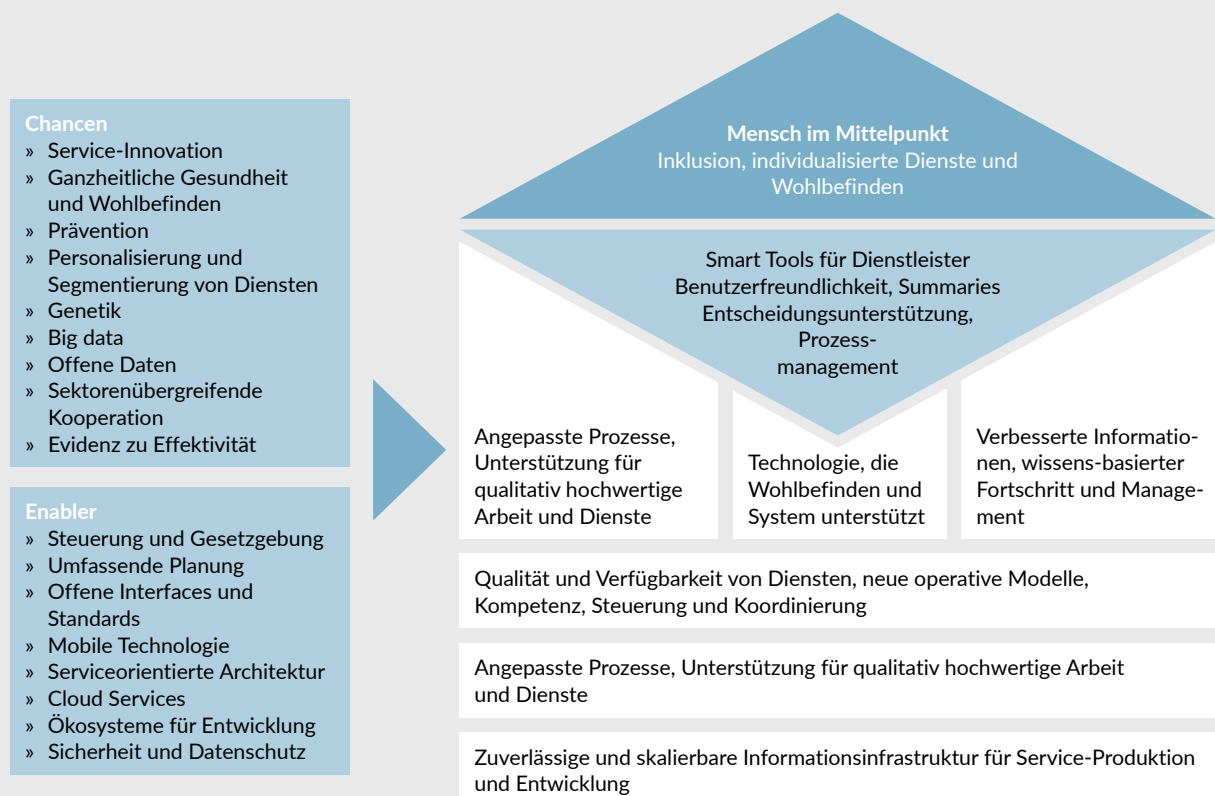 Chancen
» Service-Innovation
» Ganzheitliche Gesundheit
und Wohlbefinden
» Prävention
» Personalisierung und
Segmentierung von Diensten
» Genetik
» Big data
» Offene Daten
» Sektorenübergreifende
Kooperation
» Evidenz zu Effektivität
Enabler
» Steuerung und Gesetzgebung
» Umfassende Planung
» Offene Interfaces und
Standards
» Mobile Technologie
» Serviceorientierte Architektur
» Cloud Services
» Ökosysteme für Entwicklung
» Sicherheit und Datenschutz
Mensch im Mittelpunkt
Inklusion, individualisierte Dienste und
Wohlbefinden
Smart Tools für Dienstleister
Benutzerfreundlichkeit, Summaries
Entscheidungsunterstützung,
Prozess-
management
Angepasste Prozesse,
Unterstützung für
qualitativ hochwertige
Arbeit und Dienste
Technologie, die
Wohlbefinden und
System unterstützt
Verbesserte Informatio-
nen, wissens-basierter
Fortschritt und Manage-
ment
Qualität und Verfügbarkeit von Diensten, neue operative Modelle,
Kompetenz, Steuerung und Koordinierung
Angepasste Prozesse, Unterstützung für qualitativ hochwertige Arbeit
und Dienste
Zuverlässige und skalierbare Informationsinfrastruktur für Service-Produktion
und Entwicklung